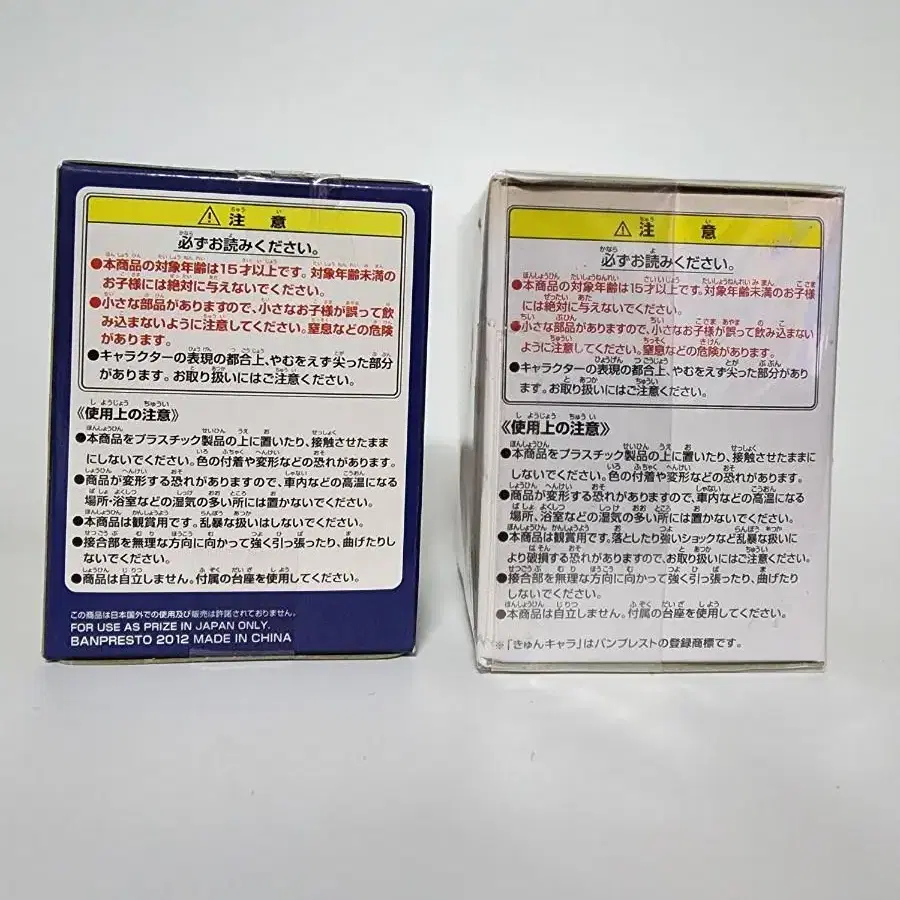 ⚠注意
必ずお読みください。
●本商品の対象年齢は15才以上です。対象年齢未満の
お子様には絶対に与えないでください。
●小さな部品がありますので、小さなお子様が誤って飲
み込まないように注意してください。窒息などの危険
があります。
●キャラクターの表現の都合上、やむをえず尖った部分
があります。お取り扱いにはご注意ください。
《使用上の注意》
●本商品をプラスチック製品の上に置いたり、接触させたまま
にしないでください。色の付着や変形などの恐れがあります。
●商品が変形する恐れがありますので、車内などの高温になる
場所・浴室などの湿気の多い所には置かないでください。
●本商品は観賞用です。乱暴な扱いはしないでください。
●接合部を無理な方向に向かって強く引っ張ったり、曲げたりし
ないでください。
●商品は自立しません。付属の台座を使用してください。
この商品は日本国外での使用及び販売は許諾されておりません。
FOR USE AS PRIZE IN JAPAN ONLY.
BANPRESTO 2012 MADE IN CHINA
⚠注意
必ずお読みください。
●本商品の対象年齢は15才以上です。対象年齢未満のお子様
には絶対に与えないでください。
●小さな部品がありますので、小さなお子様が誤って飲み込まない
ように注意してください。窒息などの危険があります。
●キャラクターの表現の都合上、やむをえず尖った部分があり
ます。お取り扱いにはご注意ください。
《使用上の注意》
●本商品をプラスチック製品の上に置いたり、接触させたままに
しないでください。色の付着や変形などの恐れがあります。
●商品が変形する恐れがありますので、車内などの高温になる
場所、浴室などの湿気の多い所には置かないでください。
●本商品は観賞用です。落としたり強いショックなど乱暴な扱いに
より破損する恐れがありますので、お取り扱いにはご注意ください。
●接合部を無理な方向に向かって強く引っ張ったり、曲げたり
しないでください。
●本商品は自立しません。付属の台座を使用してください。
※「きゅんキャラ」はバンプレストの登録商標です。